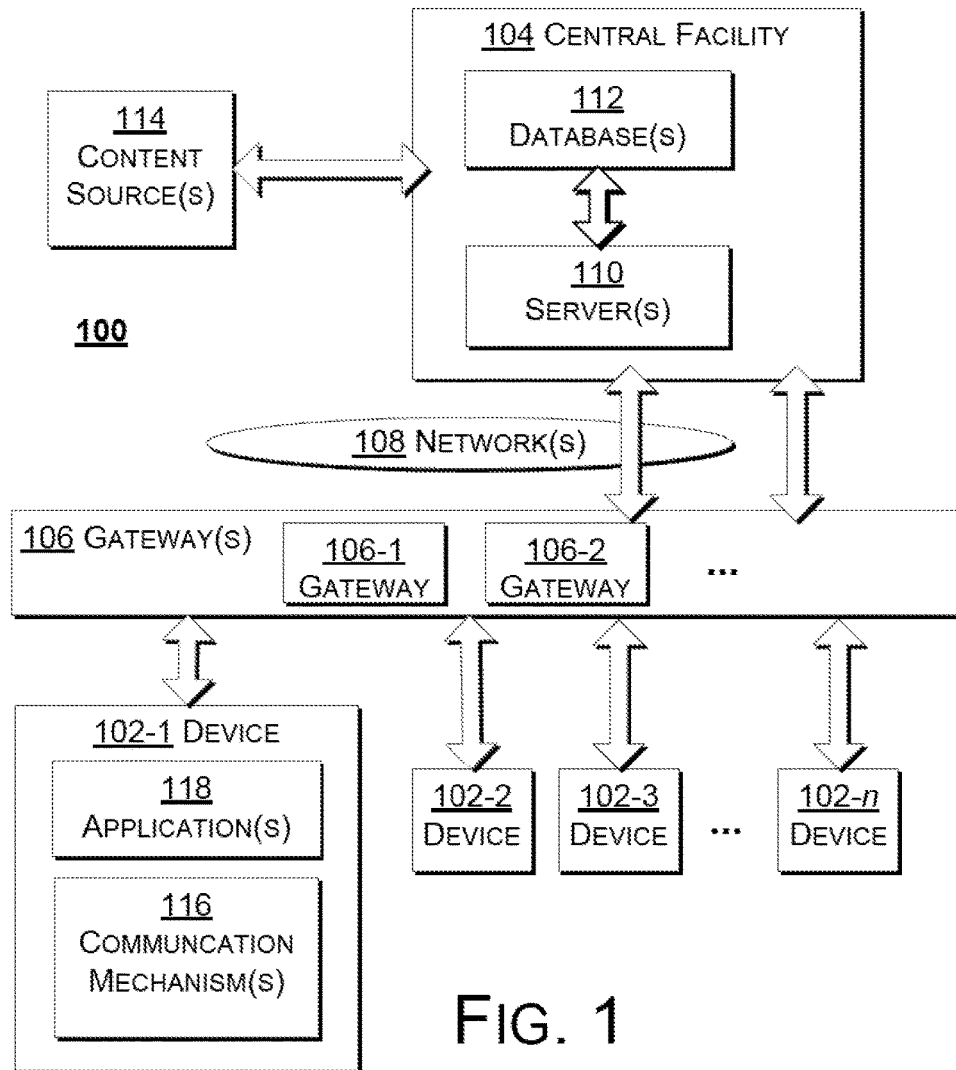 104 CENTRAL FACILITY
112
DATABASE(S)
114
CONTENT
SOURCE(S)
110
SERVER(S)
100
108 NETWORK(S)
106 GATEWAY(S)
106-1
GATEWAY
106-2
GATEWAY
...
102-1 DEVICE
118
APPLICATION(S)
116
COMMUNCATION
MECHANISM(S)
102-2
DEVICE
102-3
DEVICE
...
102-n
DEVICE
FIG. 1